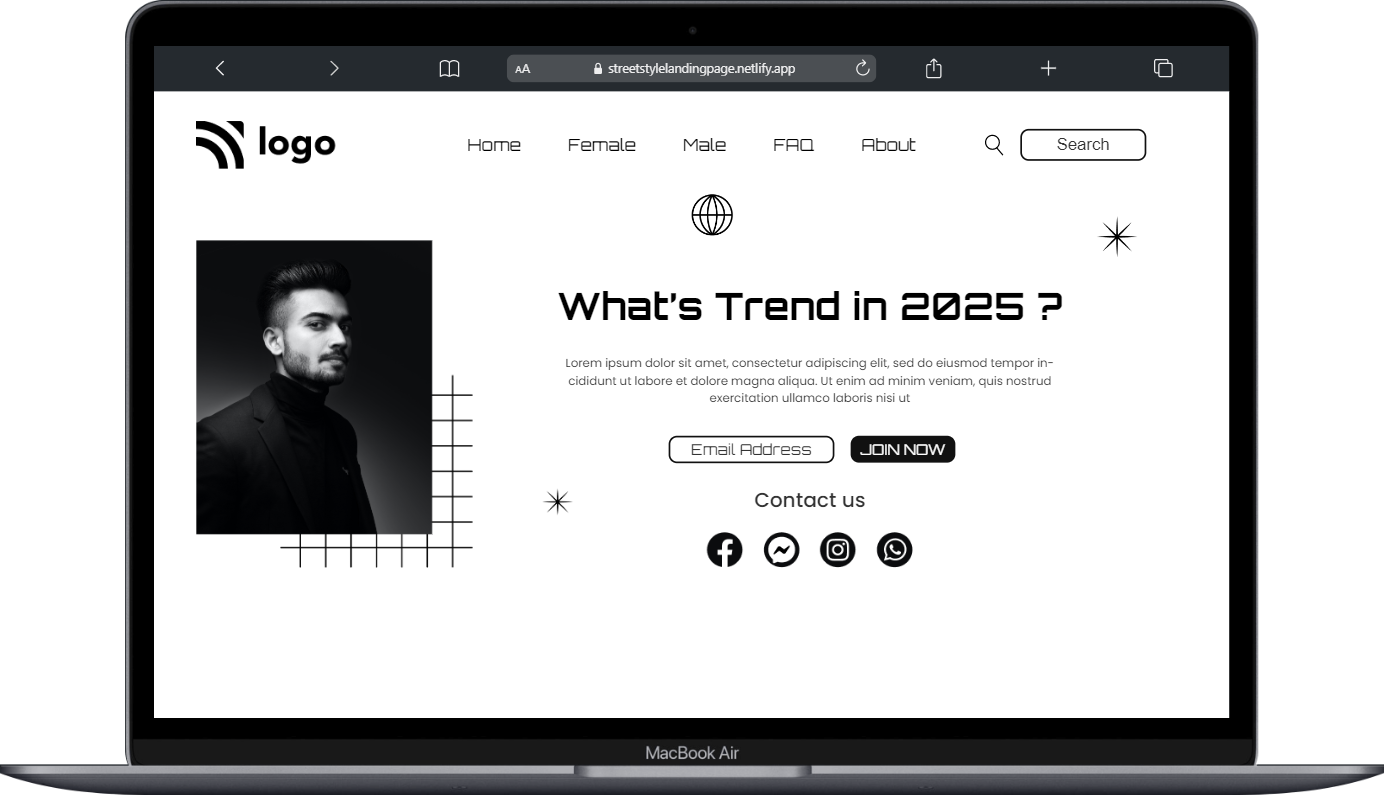 AA streetstylelandingpage.netlify.app
logo
Home Female Male FAQ About Search
What's Trend in 2025 ?
Lorem ipsum dolor sit amet, consectetur adipiscing elit, sed do eiusmod tempor in-
cididunt ut labore et dolore magna aliqua. Ut enim ad minim veniam, quis nostrud
exercitation ullamco laboris nisi ut
Email Address JOIN NOW
Contact us
MacBook Air